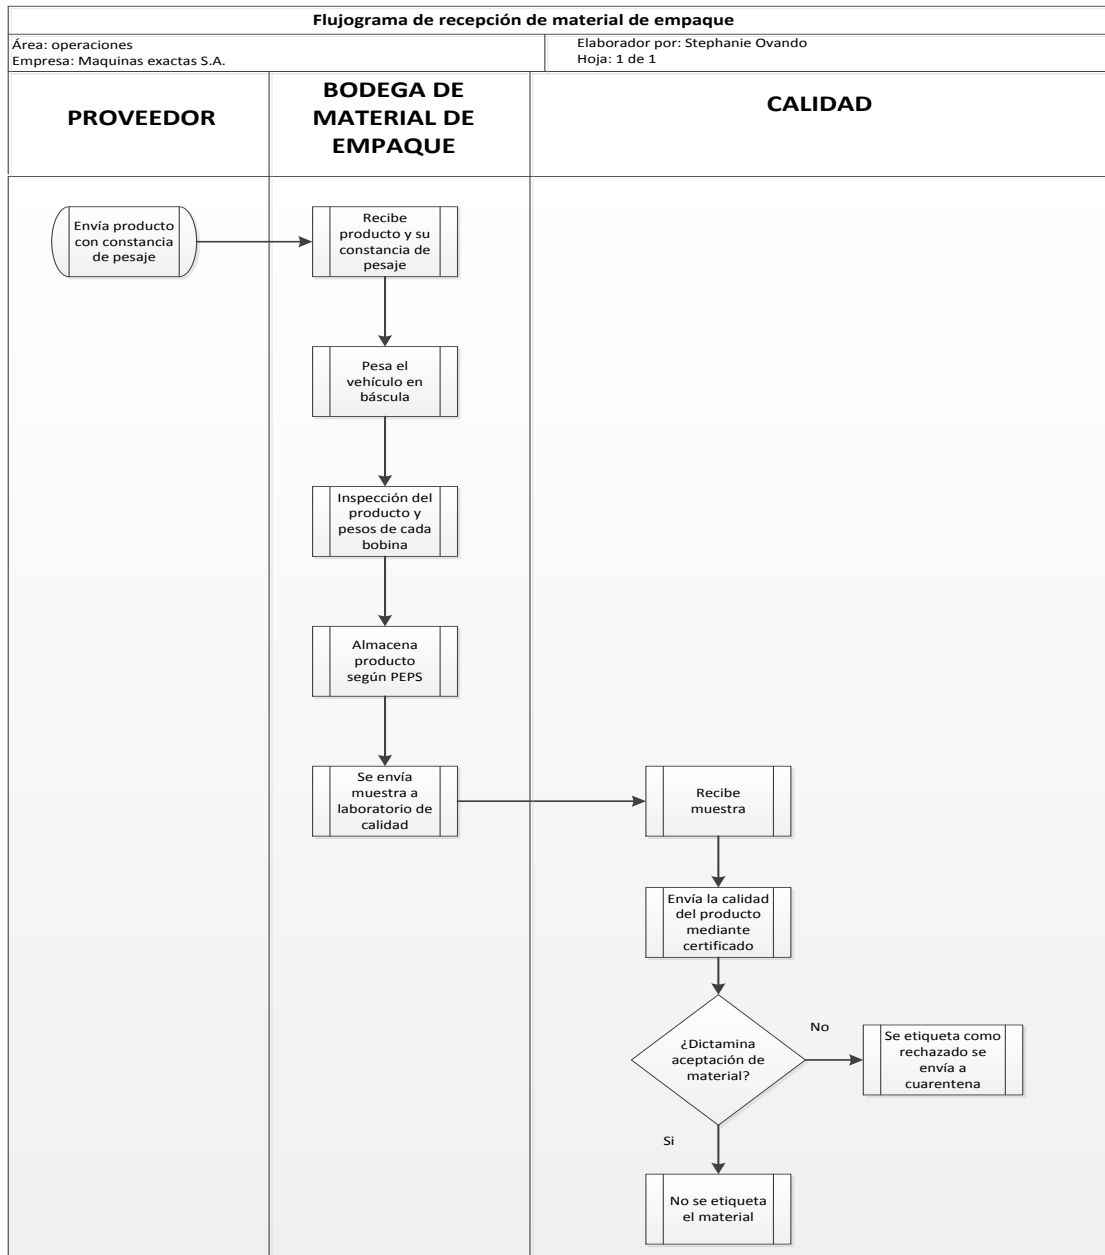 Flujograma de recepción de material de empaque
Área: operaciones
Empresa: Maquinas exactas S.A.
Elaborador por: Stephanie Ovando
Hoja: 1 de 1
PROVEEDOR
BODEGA DE
MATERIAL DE
EMPAQUE
CALIDAD
Envía producto
con constancia
de pesaje
Recibe
producto y su
constancia de
pesaje
Pesa el
vehículo en
báscula
Inspección del
producto y
pesos de cada
bobina
Almacena
producto
según PEPS
Se envía
muestra a
laboratorio de
calidad
Recibe
muestra
Envía la calidad
del producto
mediante
certificado
¿Dictamina
aceptación de
material?
No
Se etiqueta como
rechazado se
envía a
cuarentena
Si
No se etiqueta
el material